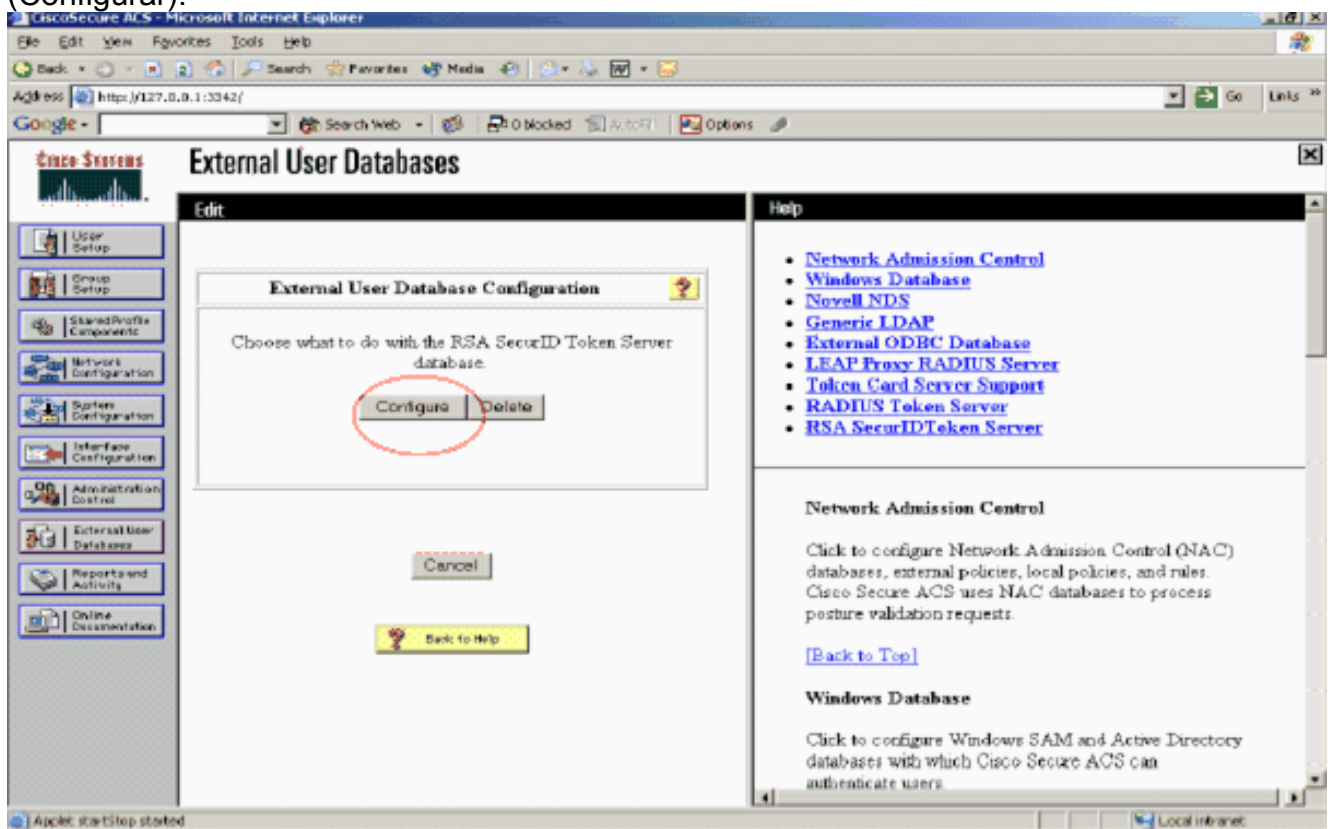 (Configurar).
CiscoSecure ACS - Microsoft Internet Explorer
File Edit View Favorites Tools Help
Back Search Favorites Media
Address http://127.0.0.1:3342/ Go Links »
Google - Search Web 0 blocked AutoFill Options
Cisco Systems
External User Databases
Edit
Help
User Setup
Group Setup
Shared Profile Components
Network Configuration
System Configuration
Interface Configuration
Administration Control
External User Databases
Reports and Activity
Online Documentation
External User Database Configuration
Choose what to do with the RSA SecurID Token Server database.
Configure Delete
Cancel
Back to Help
• Network Admission Control
• Windows Database
• Novell NDS
• Generic LDAP
• External ODBC Database
• LEAP Proxy RADIUS Server
• Token Card Server Support
• RADIUS Token Server
• RSA SecurIDToken Server
Network Admission Control
Click to configure Network Admission Control (NAC)
databases, external policies, local policies, and rules.
Cisco Secure ACS uses NAC databases to process
posture validation requests.
[Back to Top]
Windows Database
Click to configure Windows SAM and Active Directory
databases with which Cisco Secure ACS can
authenticate users.
Applet startStop started
Local intranet